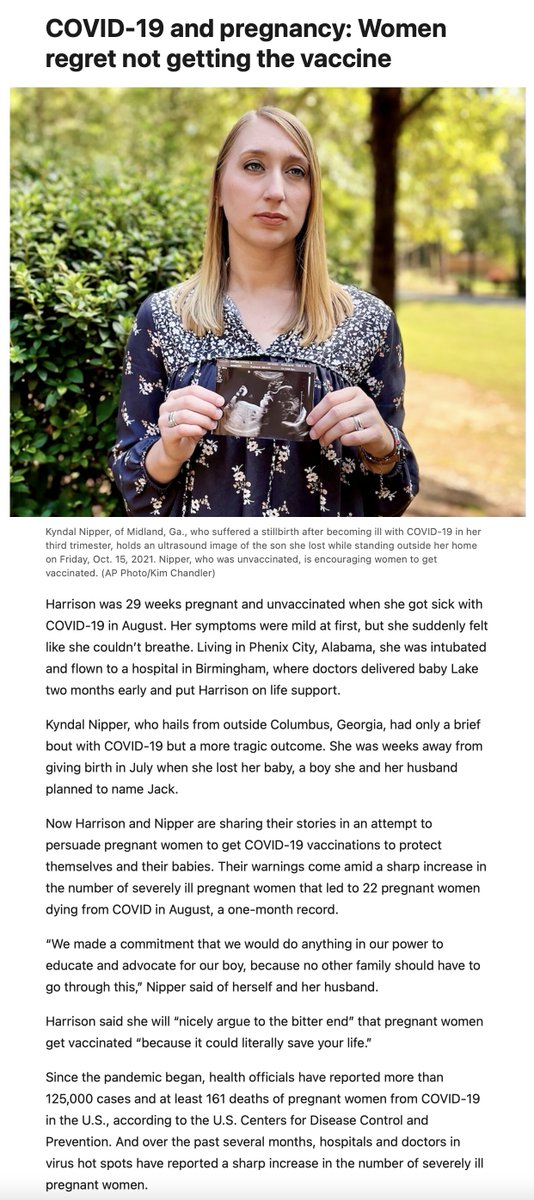 COVID-19 and pregnancy: Women
regret not getting the vaccine
Kyndal Nipper, of Midland, Ga., who suffered a stillbirth after becoming ill with COVID-19 in her
third trimester, holds an ultrasound image of the son she lost while standing outside her home
on Friday, Oct. 15, 2021. Nipper, who was unvaccinated, is encouraging women to get
vaccinated. (AP Photo/Kim Chandler)
Harrison was 29 weeks pregnant and unvaccinated when she got sick with
COVID-19 in August. Her symptoms were mild at first, but she suddenly felt
like she couldn’t breathe. Living in Phenix City, Alabama, she was intubated
and flown to a hospital in Birmingham, where doctors delivered baby Lake
two months early and put Harrison on life support.
Kyndal Nipper, who hails from outside Columbus, Georgia, had only a brief
bout with COVID-19 but a more tragic outcome. She was weeks away from
giving birth in July when she lost her baby, a boy she and her husband
planned to name Jack.
Now Harrison and Nipper are sharing their stories in an attempt to
persuade pregnant women to get COVID-19 vaccinations to protect
themselves and their babies. Their warnings come amid a sharp increase in
the number of severely ill pregnant women that led to 22 pregnant women
dying from COVID in August, a one-month record.
“We made a commitment that we would do anything in our power to
educate and advocate for our boy, because no other family should have to
go through this,” Nipper said of herself and her husband.
Harrison said she will “nicely argue to the bitter end” that pregnant women
get vaccinated “because it could literally save your life.”
Since the pandemic began, health officials have reported more than
125,000 cases and at least 161 deaths of pregnant women from COVID-19
in the U.S., according to the U.S. Centers for Disease Control and
Prevention. And over the past several months, hospitals and doctors in
virus hot spots have reported a sharp increase in the number of severely ill
pregnant women.